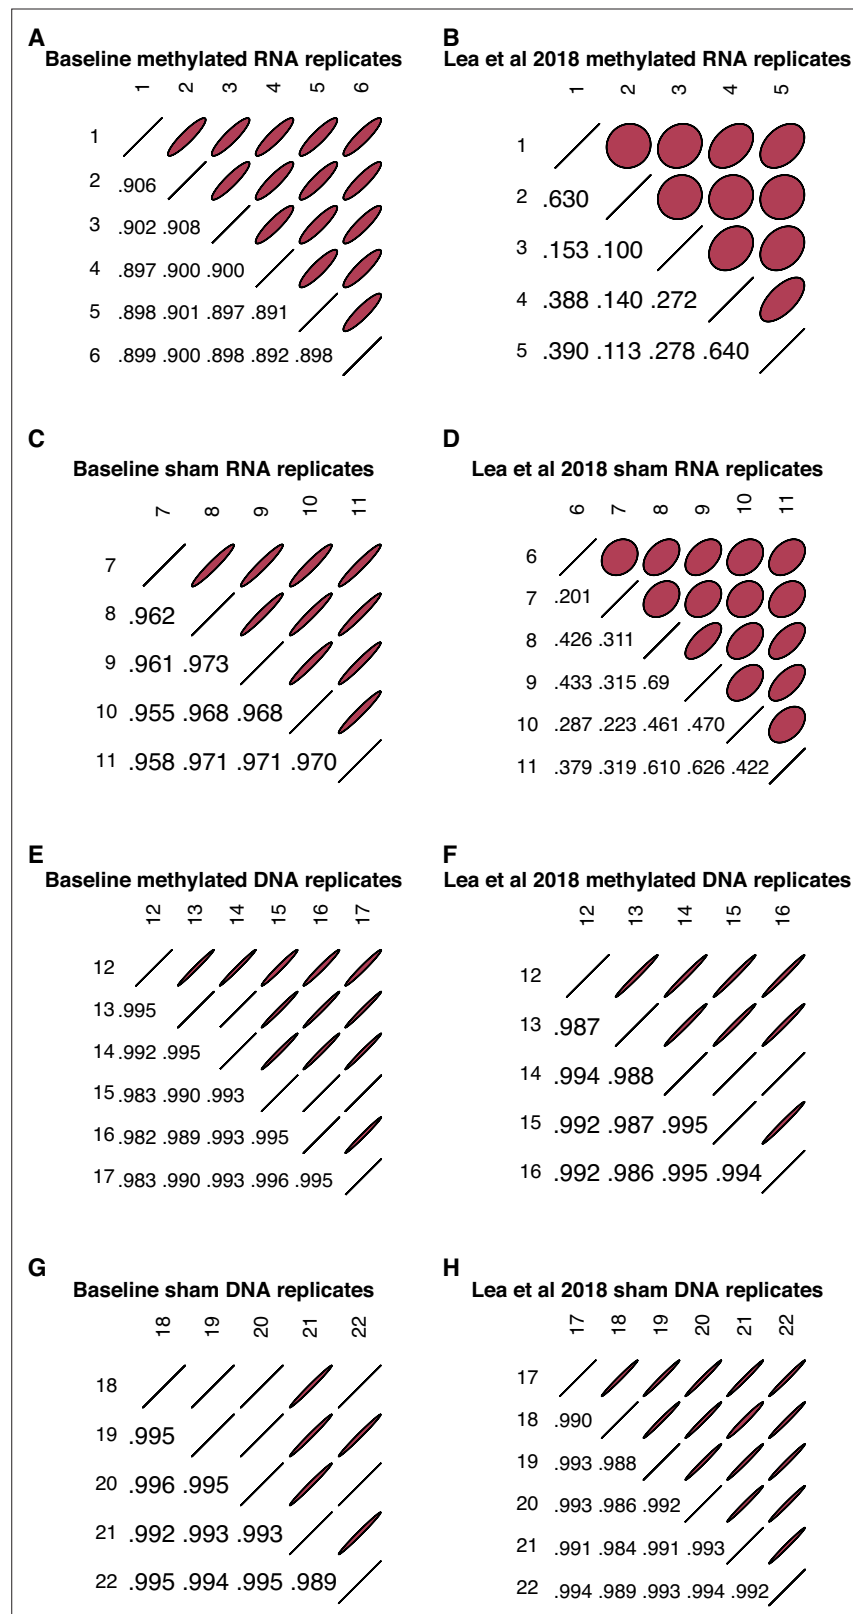 A
Baseline methylated RNA replicates
1 2 3 4 5 6
1
2 .906
3 .902 .908
4 .897 .900 .900
5 .898 .901 .897 .891
6 .899 .900 .898 .892 .898
B
Lea et al 2018 methylated RNA replicates
1 2 3 4 5
1
2 .630
3 .153 .100
4 .388 .140 .272
5 .390 .113 .278 .640
C
Baseline sham RNA replicates
7 8 9 10 11
7
8 .962
9 .961 .973
10 .955 .968 .968
11 .958 .971 .971 .970
D
Lea et al 2018 sham RNA replicates
6 7 8 9 10 11
6
7 .201
8 .426 .311
9 .433 .315 .69
10 .287 .223 .461 .470
11 .379 .319 .610 .626 .422
E
Baseline methylated DNA replicates
12 13 14 15 16 17
12
13 .995
14 .992 .995
15 .983 .990 .993
16 .982 .989 .993 .995
17 .983 .990 .993 .996 .995
F
Lea et al 2018 methylated DNA replicates
12 13 14 15 16
12
13 .987
14 .994 .988
15 .992 .987 .995
16 .992 .986 .995 .994
G
Baseline sham DNA replicates
18 19 20 21 22
18
19 .995
20 .996 .995
21 .992 .993 .993
22 .995 .994 .995 .989
H
Lea et al 2018 sham DNA replicates
17 18 19 20 21 22
17
18 .990
19 .993 .988
20 .993 .986 .992
21 .991 .984 .991 .993
22 .994 .989 .993 .994 .992